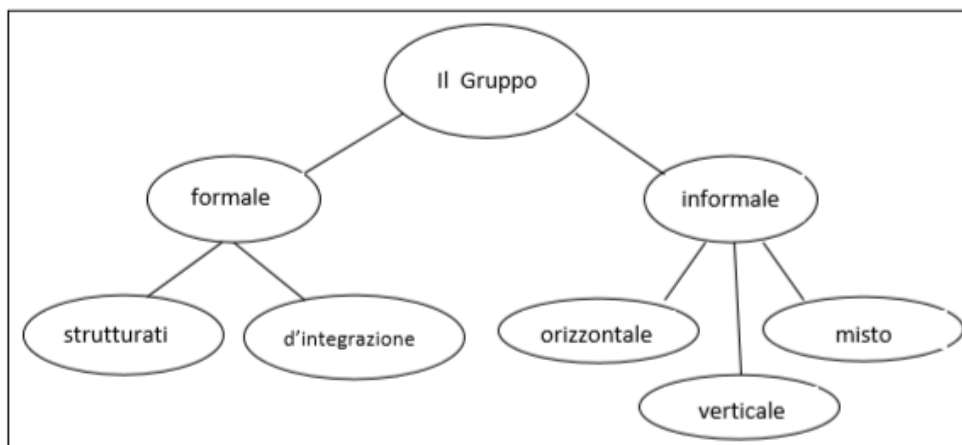 Il Gruppo
formale
informale
strutturati
d'integrazione
orizzontale
misto
verticale